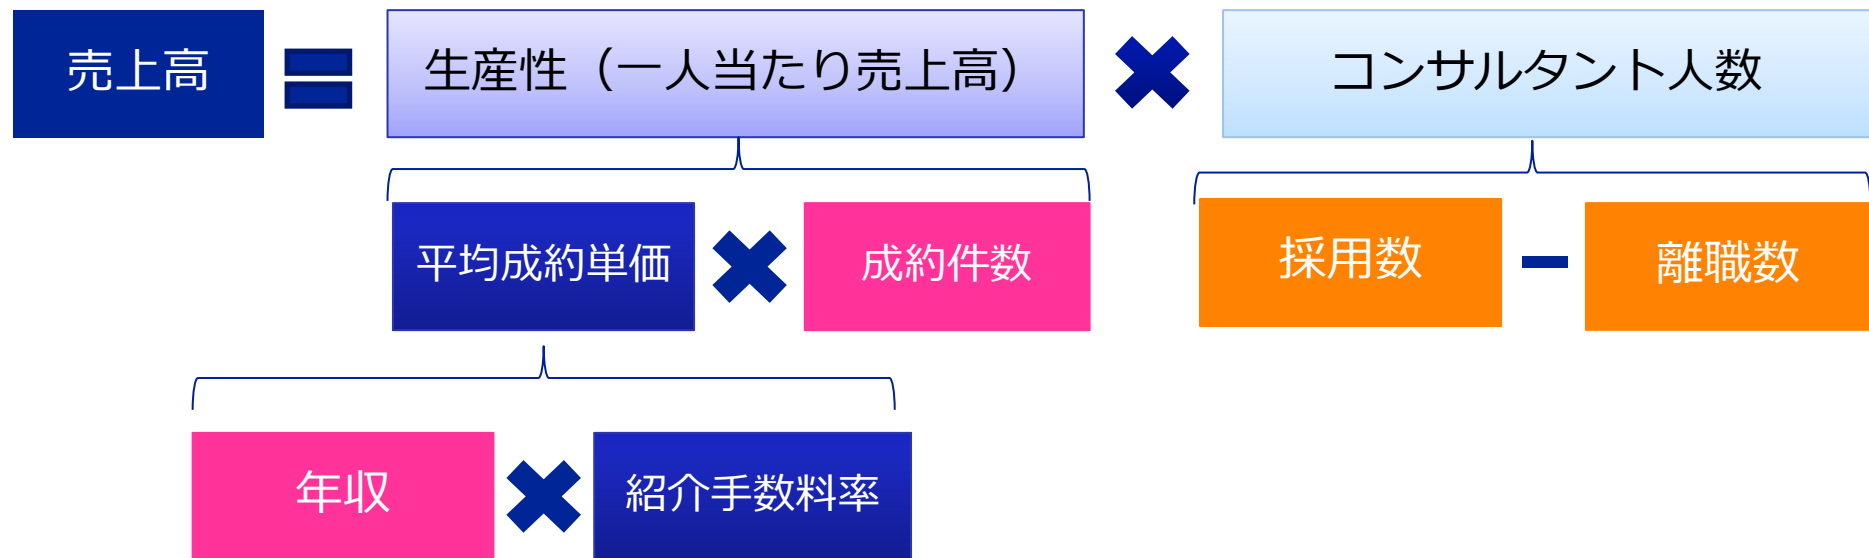 売上高
生産性（一人当たり売上高）
コンサルタント人数
平均成約単価
成約件数
採用数
離職数
年収
紹介手数料率